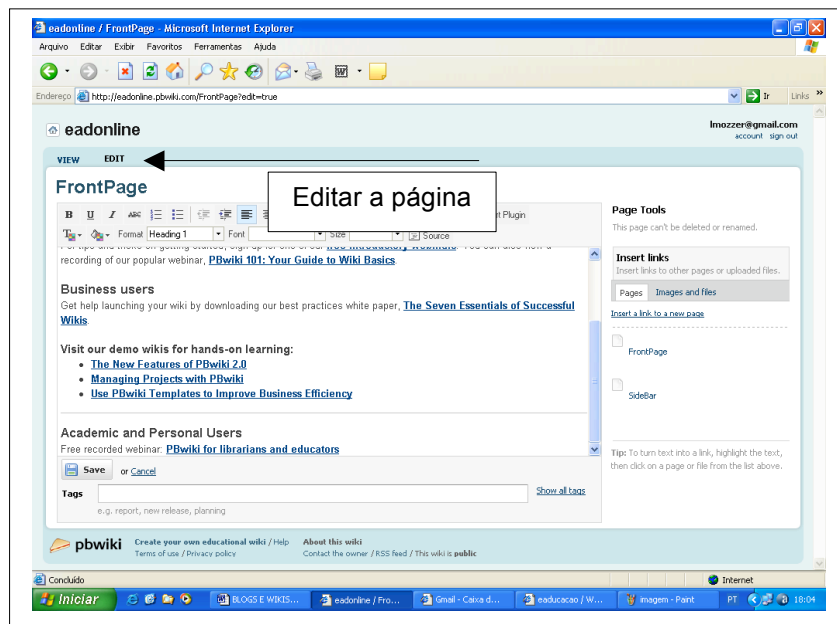 eadonline / FrontPage - Microsoft Internet Explorer
Arquivo Editar Exibir Favoritos Ferramentas Ajuda
Endereço http://eadonline.pbwiki.com/FrontPage?edit=true Ir Links »
eadonline
lmozzer@gmail.com
account sign out
VIEW EDIT
Editar a página
FrontPage
B U I ABC Plugin
Format Heading 1 Font Size Source
recording of our popular webinar, PBwiki 101: Your Guide to Wiki Basics.
Business users
Get help launching your wiki by downloading our best practices white paper, The Seven Essentials of Successful
Wikis.
Visit our demo wikis for hands-on learning:
The New Features of PBwiki 2.0
Managing Projects with PBwiki
Use PBwiki Templates to Improve Business Efficiency
Academic and Personal Users
Free recorded webinar: PBwiki for librarians and educators
Save or Cancel
Tags Show all tags
e.g. report, new release, planning
Page Tools
This page can't be deleted or renamed.
Insert links
Insert links to other pages or uploaded files.
Pages Images and files
Insert a link to a new page
FrontPage
SideBar
Tip: To turn text into a link, highlight the text,
then click on a page or file from the list above.
pbwiki Create your own educational wiki / Help About this wiki
Terms of use / Privacy policy Contact the owner / RSS feed / This wiki is public
Concluído Internet
Iniciar BLOGS E WIKIS... eadonline / Fro... Gmail - Caixa d... eaducacao / W... imagem - Paint PT 18:04